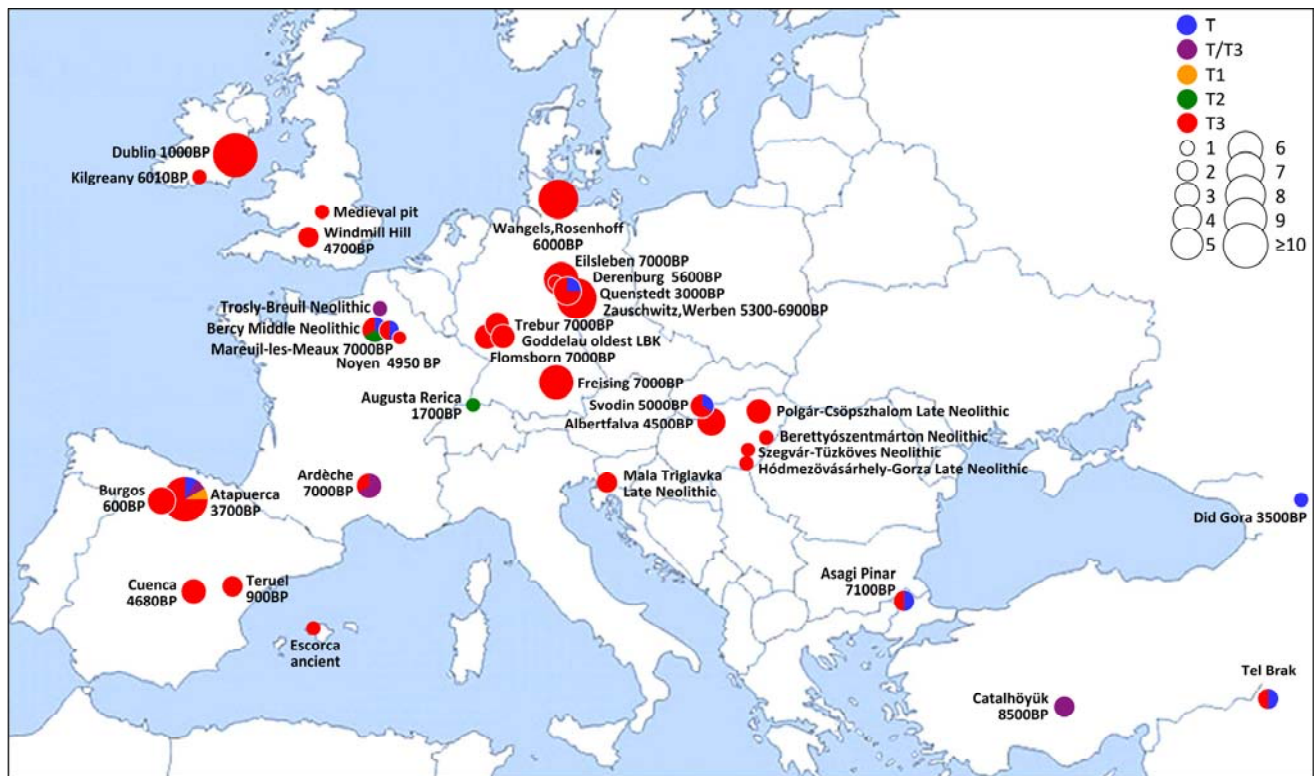 T
T/T3
T1
T2
T3
1
2
3
4
5
6
7
8
9
≥10
Dublin 1000BP
Kilgreany 6010BP
Medieval pit
Windmill Hill
4700BP
Wangels,Rosenhoff
6000BP
Eilsleben 7000BP
Derenburg 5600BP
Quenstedt 3000BP
Zauschwitz,Werben 5300-6900BP
Trosly-Breuil Neolithic
Bercy Middle Neolithic
Mareuil-les-Meaux 7000BP
Noyen 4950 BP
Trebur 7000BP
Goddelau oldest LBK
Flomsborn 7000BP
Freising 7000BP
Augusta Rerica
1700BP
Svodin 5000BP
Albertfalva 4500BP
Polgár-Csöpszhalom Late Neolithic
Berettyószentmárton Neolithic
Szegvár-Tüzköves Neolithic
Hódmezövásárhely-Gorza Late Neolithic
Mala Triglavka
Late Neolithic
Ardèche
7000BP
Burgos
600BP
Atapuerca
3700BP
Cuenca
4680BP
Teruel
900BP
Escorca
ancient
Did Gora 3500BP
Asagi Pinar
7100BP
Tel Brak
Catalhöyük
8500BP